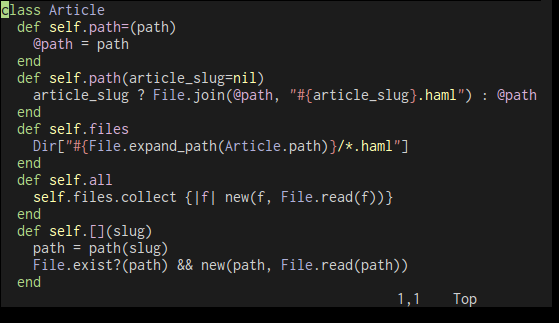 class Article
  def self.path=(path)
    @path = path
  end
  def self.path(article_slug=nil)
    article_slug ? File.join(@path, "#{article_slug}.haml") : @path
  end
  def self.files
    Dir["#{File.expand_path(Article.path)}/*.haml"]
  end
  def self.all
    self.files.collect {|f| new(f, File.read(f))}
  end
  def self.[](slug)
    path = path(slug)
    File.exist?(path) && new(path, File.read(path))
  end
1,1    Top